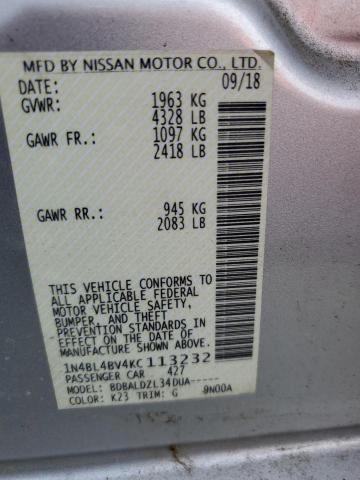 MFD BY NISSAN MOTOR CO., LTD.
DATE: 09/18
GVWR: 1963 KG
4328 LB
GAWR FR.: 1097 KG
2418 LB
GAWR RR.: 945 KG
2083 LB
THIS VEHICLE CONFORMS TO
ALL APPLICABLE FEDERAL
MOTOR VEHICLE SAFETY,
BUMPER, AND THEFT
PREVENTION STANDARDS IN
EFFECT ON THE DATE OF
MANUFACTURE SHOWN ABOVE.
1N4BL4BV4KC113232
PASSENGER CAR 427
MODEL: BDBALDZL34DUA-----
COLOR: K23 TRIM: G 9N00A